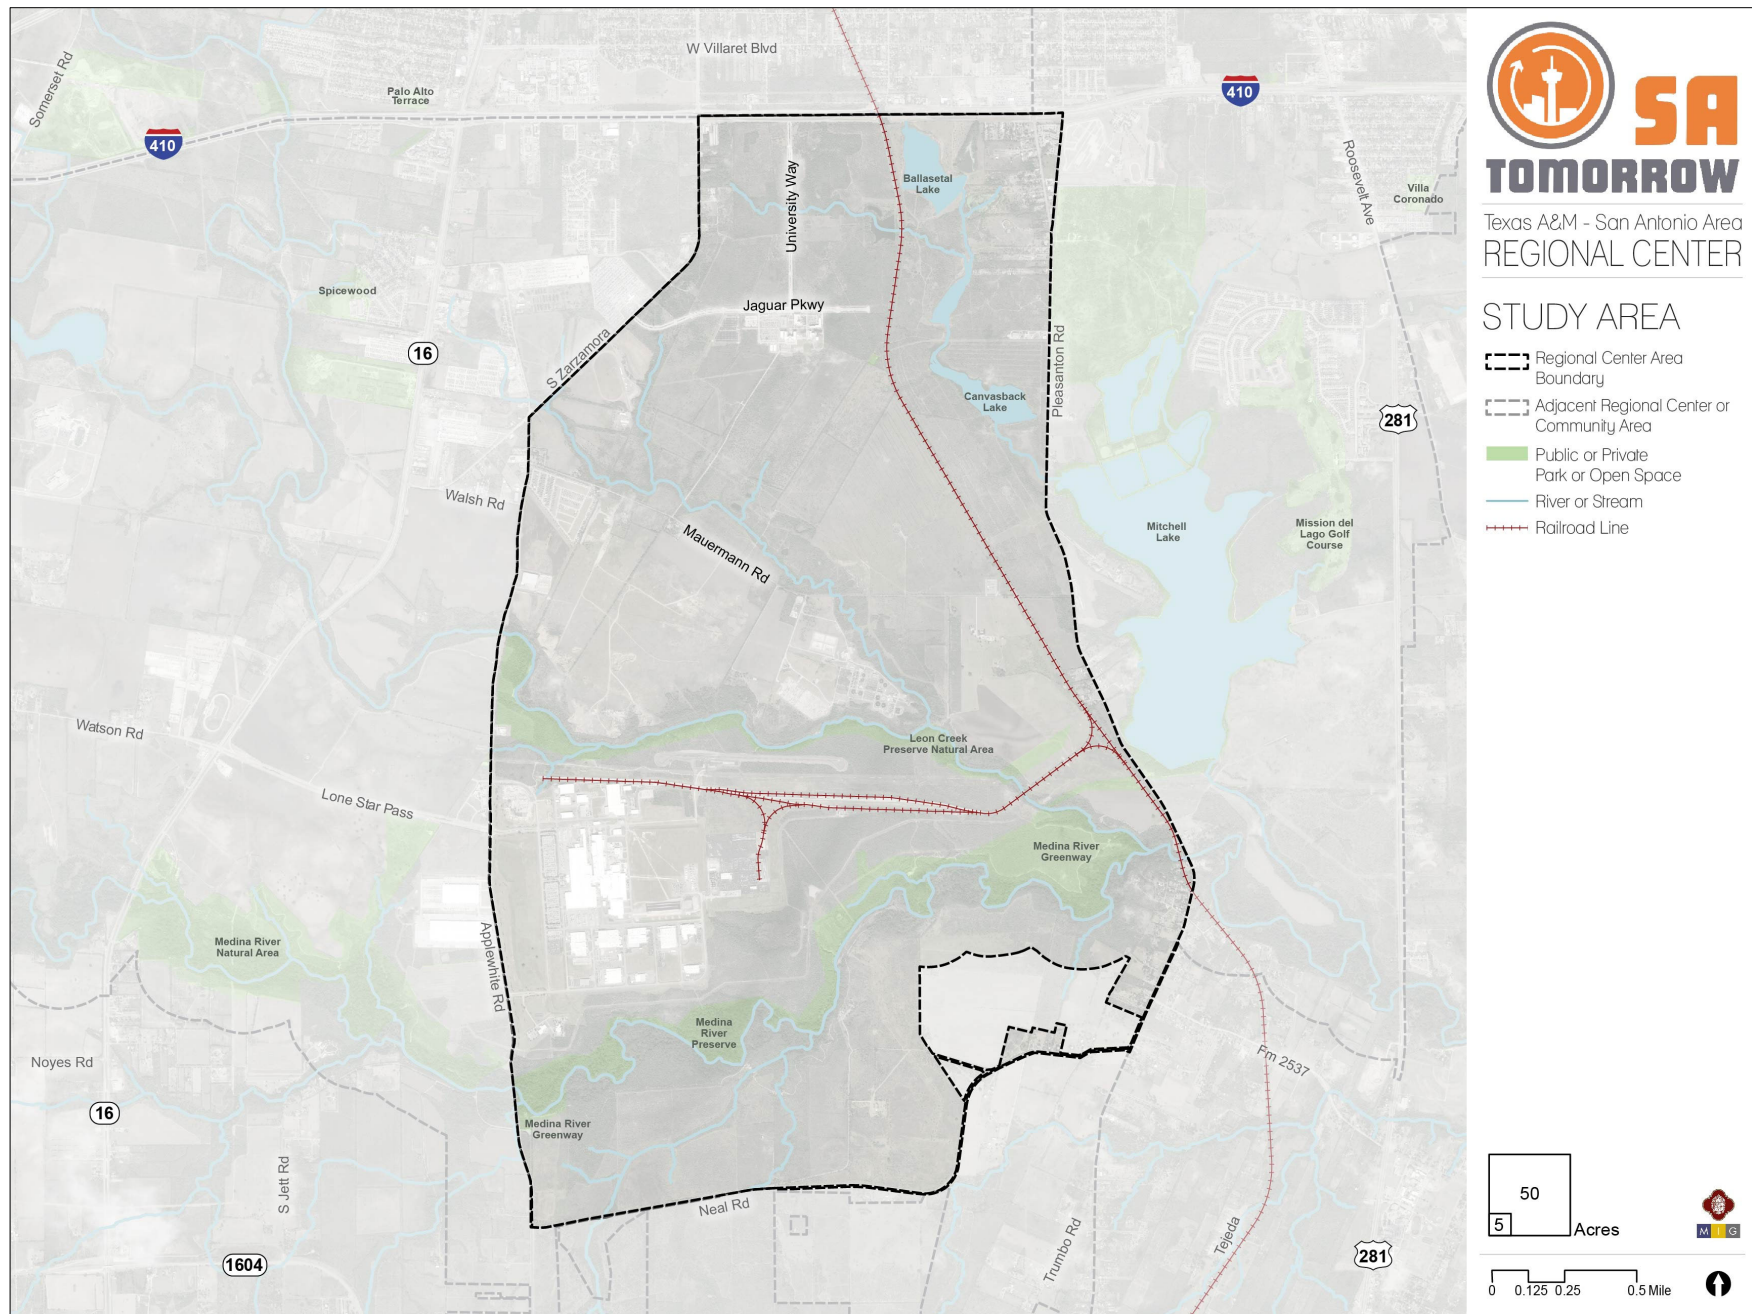 W Villaret Blvd
Somerset Rd
Palo Alto
Terrace
410
410
Roosevelt Ave
Villa
Coronado
University Way
Ballasetal
Lake
Spicewood
Jaguar Pkwy
S Zarzamora
16
Pleasanton Rd
Canvasback
Lake
281
Walsh Rd
Mauermann Rd
Mitchell
Lake
Mission del
Lago Golf
Course
Watson Rd
Leon Creek
Preserve Natural Area
Lone Star Pass
Medina River
Greenway
Medina River
Natural Area
Applewhite Rd
Medina
River
Preserve
Noyes Rd
Fm 2537
16
Medina River
Greenway
S Jett Rd
Neal Rd
Trumbo Rd
Tejeda
1604
281
SA
TOMORROW
Texas A&M - San Antonio Area
REGIONAL CENTER
STUDY AREA
Regional Center Area
Boundary
Adjacent Regional Center or
Community Area
Public or Private
Park or Open Space
River or Stream
Railroad Line
50
5
Acres
M I G
0 0.125 0.25 0.5 Mile